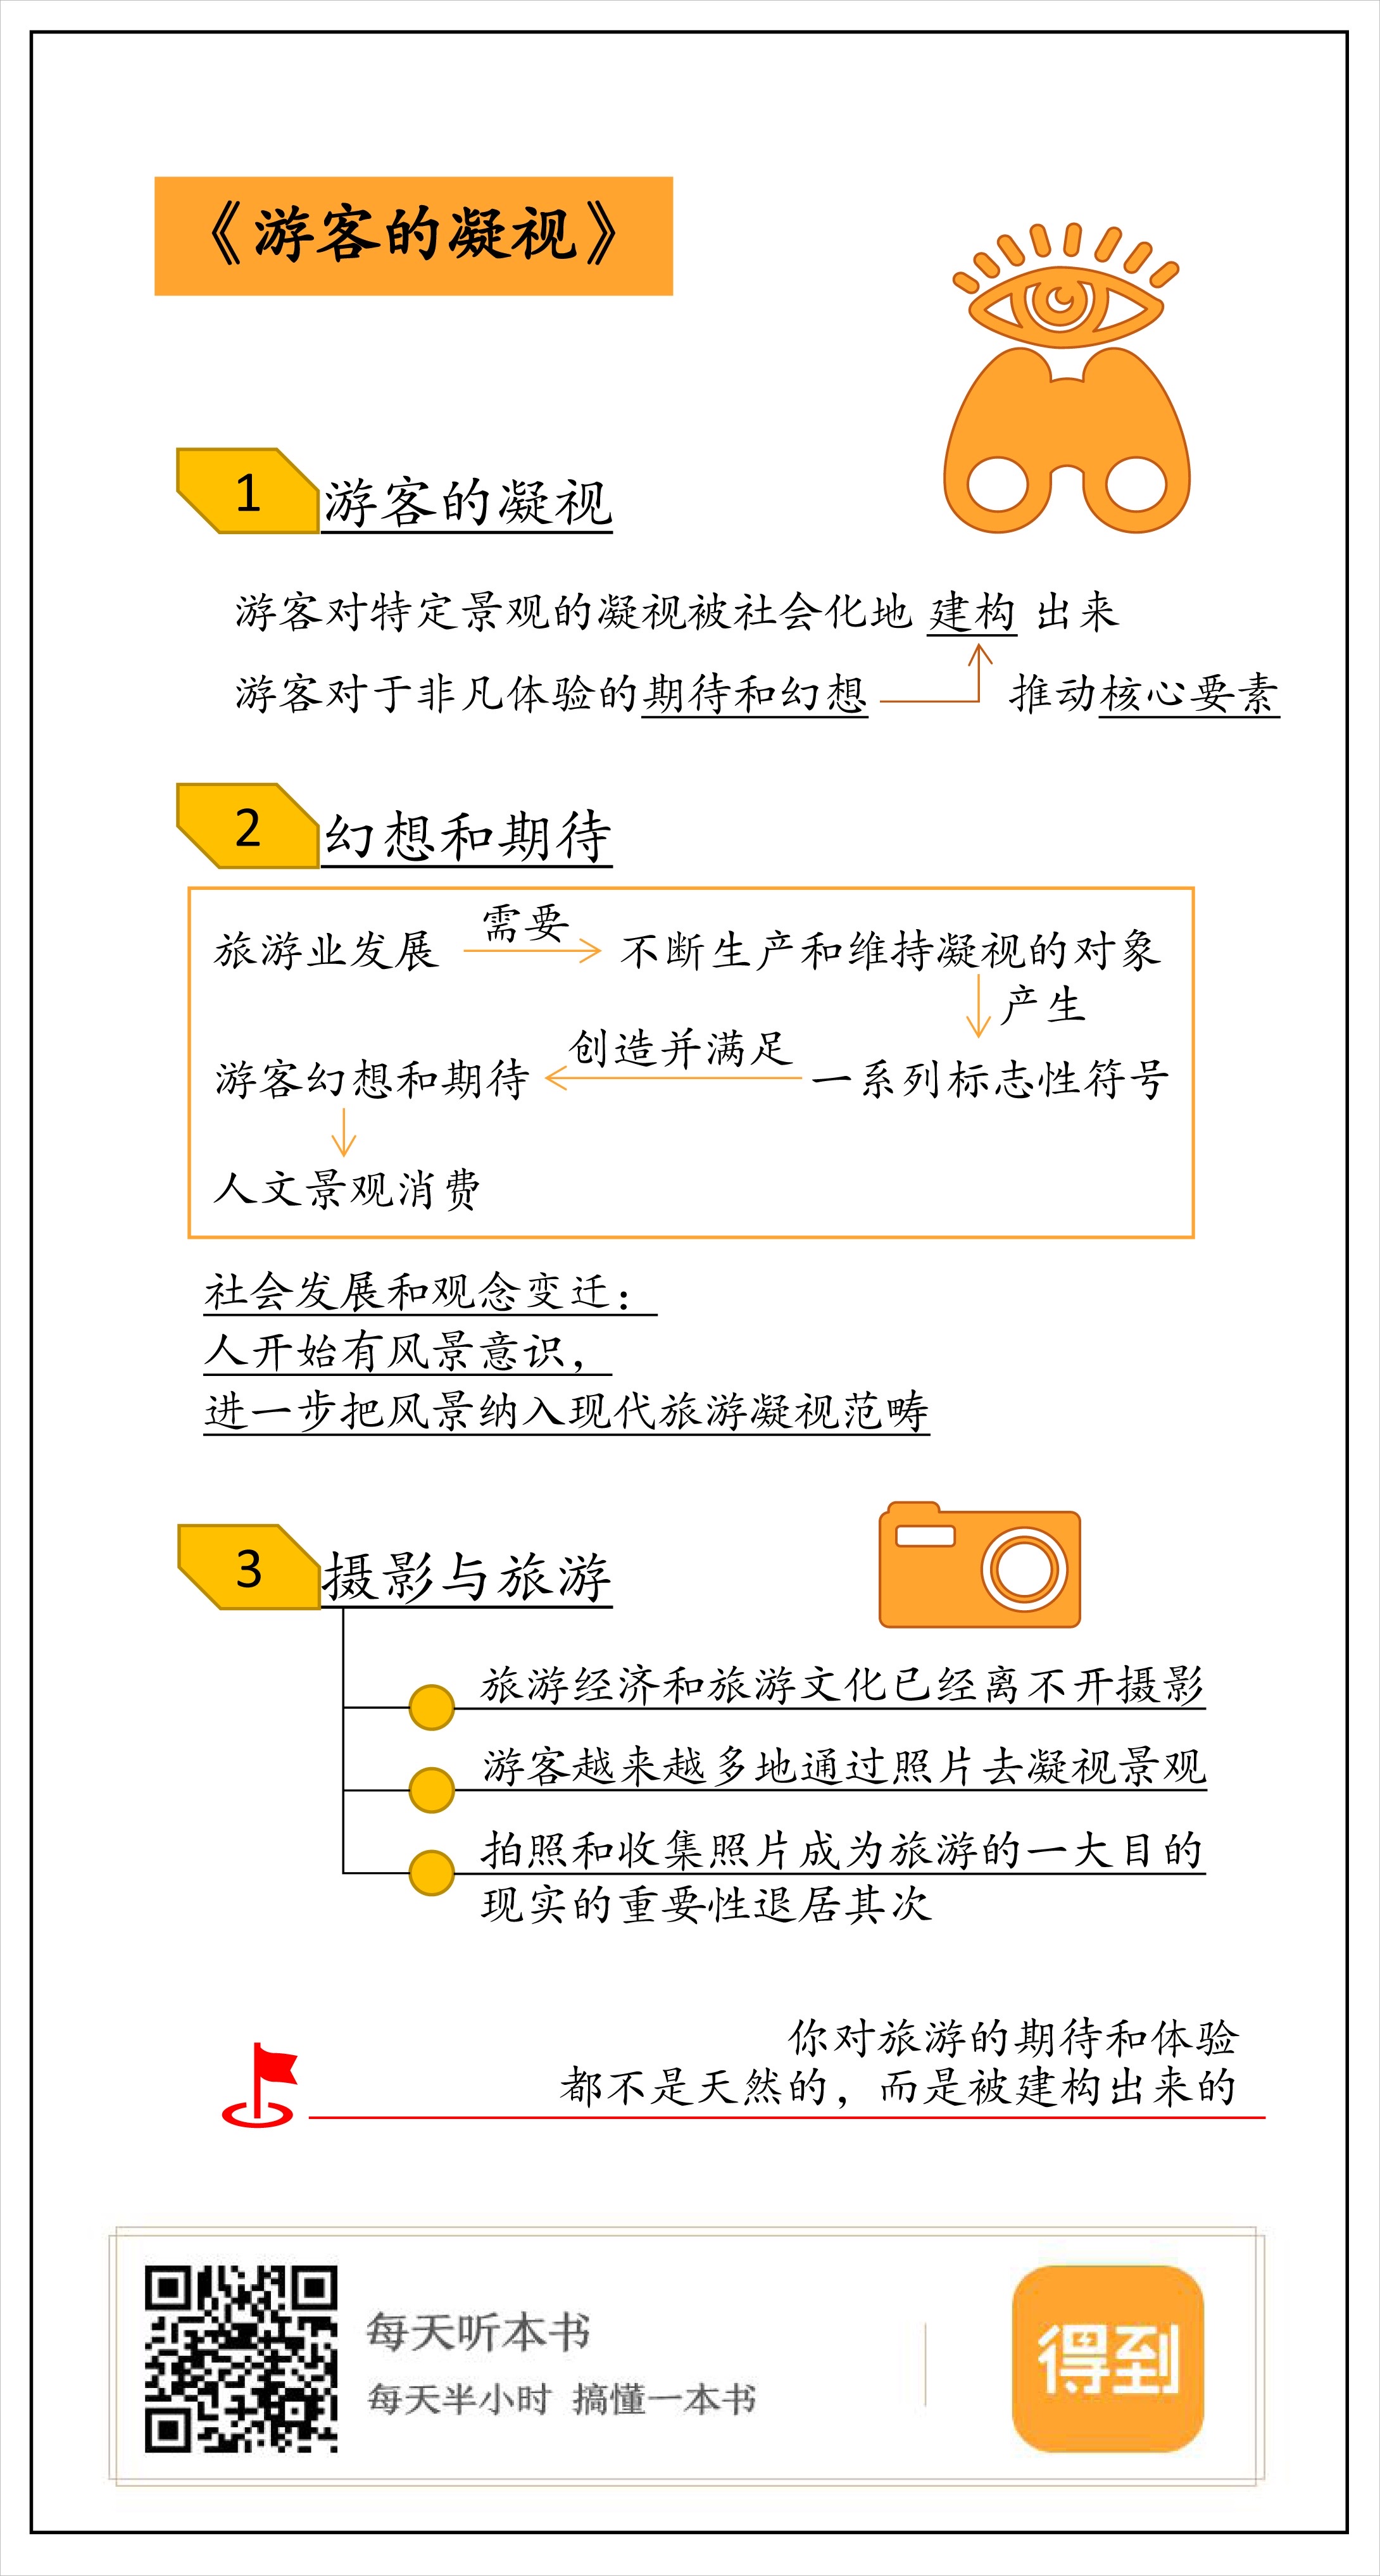 《游客的凝视》
1 游客的凝视
游客对特定景观的凝视被社会化地 建构 出来
游客对于非凡体验的期待和幻想 推动核心要素
2 幻想和期待
需要
旅游业发展 不断生产和维持凝视的对象
产生
创造并满足
游客幻想和期待 一系列标志性符号
人文景观消费
社会发展和观念变迁：
人开始有风景意识，
进一步把风景纳入现代旅游凝视范畴
3 摄影与旅游
旅游经济和旅游文化已经离不开摄影
游客越来越多地通过照片去凝视景观
拍照和收集照片成为旅游的一大目的
现实的重要性退居其次
你对旅游的期待和体验
都不是天然的，而是被建构出来的
每天听本书
每天半小时 搞懂一本书
得到